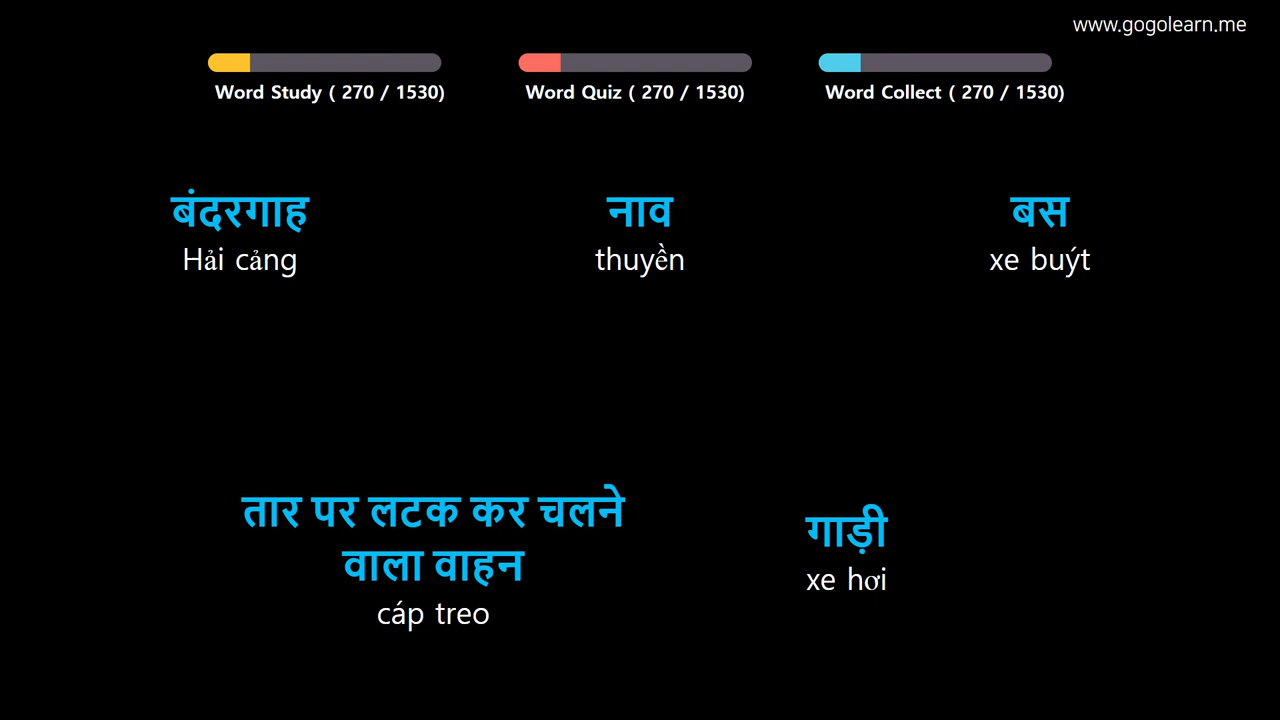 www.gogolearn.me
Word Study ( 270 / 1530)
Word Quiz ( 270 / 1530)
Word Collect ( 270 / 1530)
बंदरगाह
Hải cảng
नाव
thuyền
बस
xe buýt
तार पर लटक कर चलने
वाला वाहन
cáp treo
गाड़ी
xe hơi